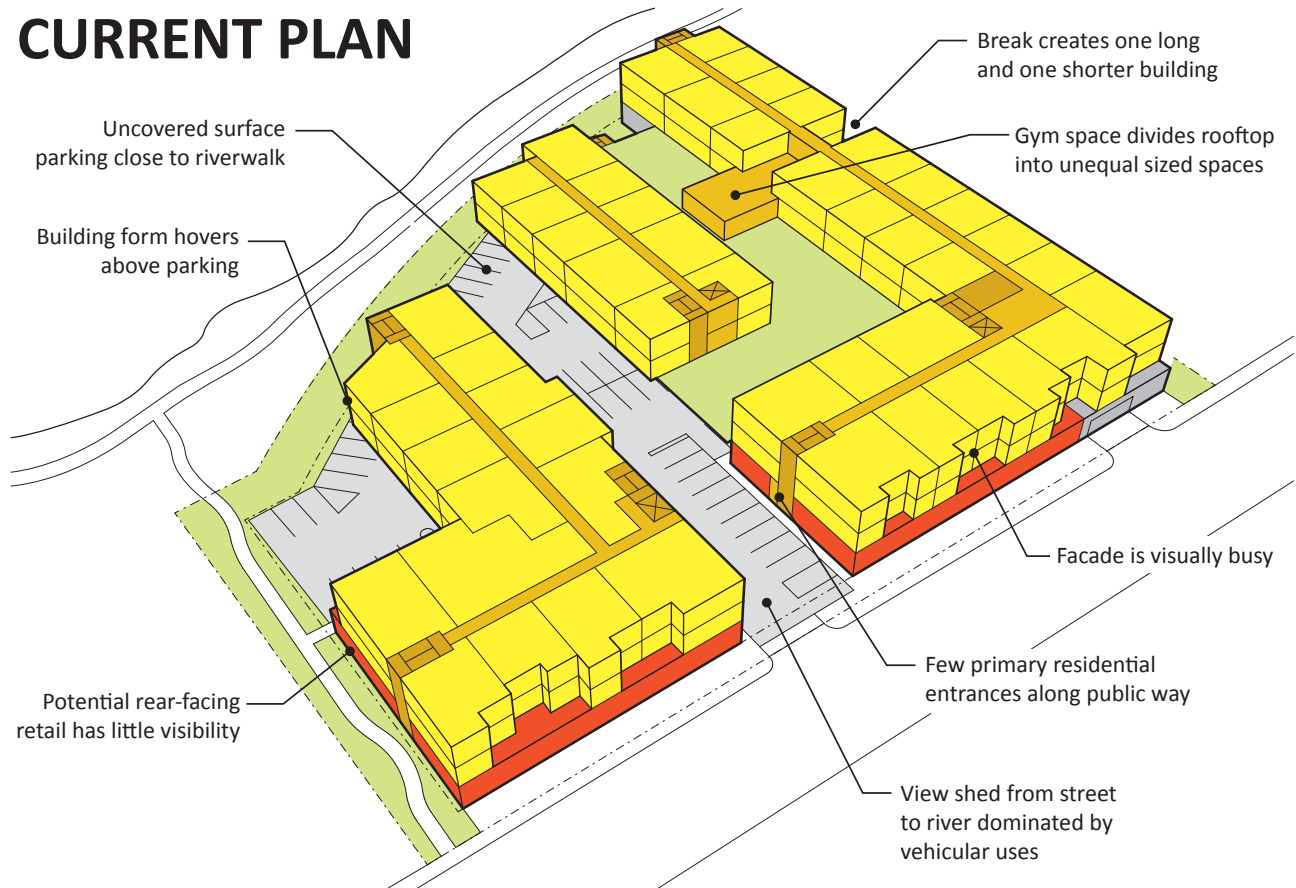 CURRENT PLAN
Break creates one long
and one shorter building
Uncovered surface
parking close to riverwalk
Gym space divides rooftop
into unequal sized spaces
Building form hovers
above parking
Facade is visually busy
Few primary residential
entrances along public way
Potential rear-facing
retail has little visibility
View shed from street
to river dominated by
vehicular uses